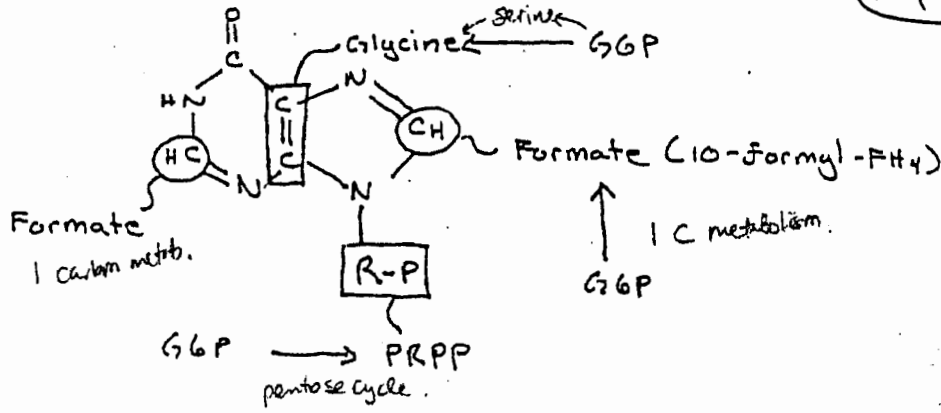 O
C
Glycine
serine
G6P
HN
C
N
CH
HC
C
N
N
Formate (10-formyl-FH4)
Formate
1 carbon metb.
1 C metabolism.
R-P
G6P
G6P
PRPP
pentose cycle.